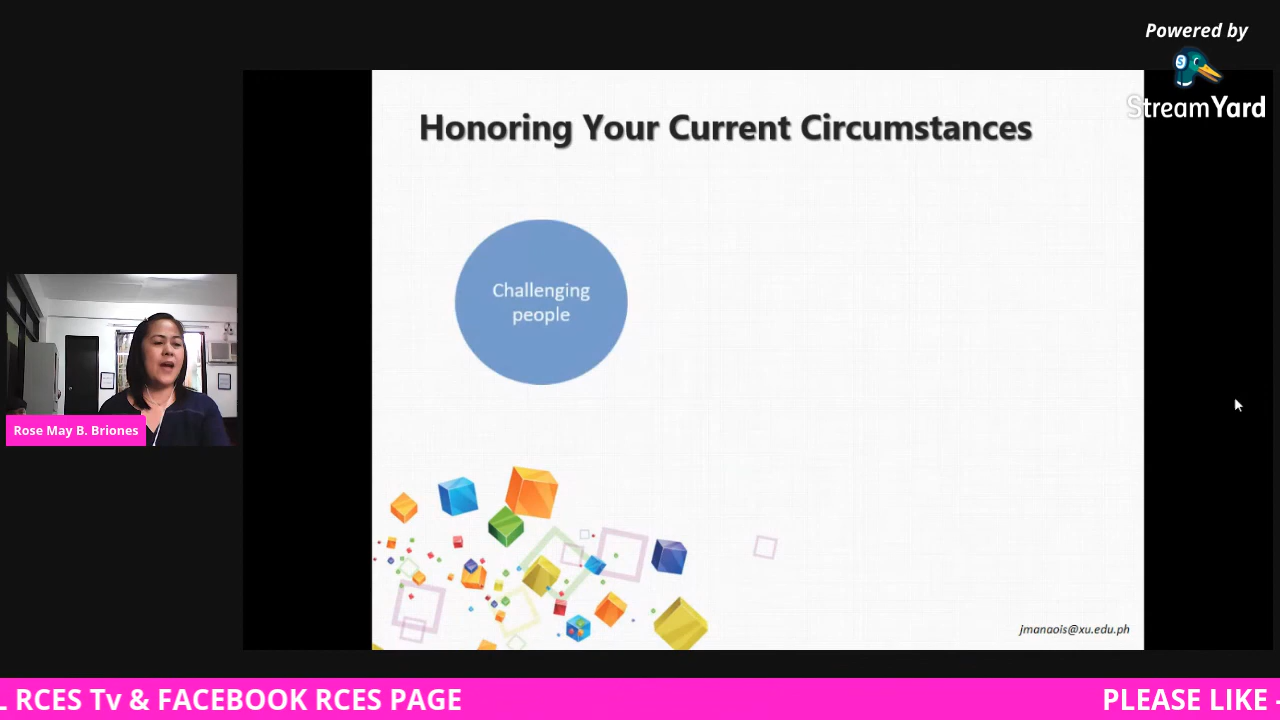 Powered by
StreamYard
Honoring Your Current Circumstances
Challenging
people
Rose May B. Briones
jmanaois@xu.edu.ph
L RCES Tv & FACEBOOK RCES PAGE
PLEASE LIKE